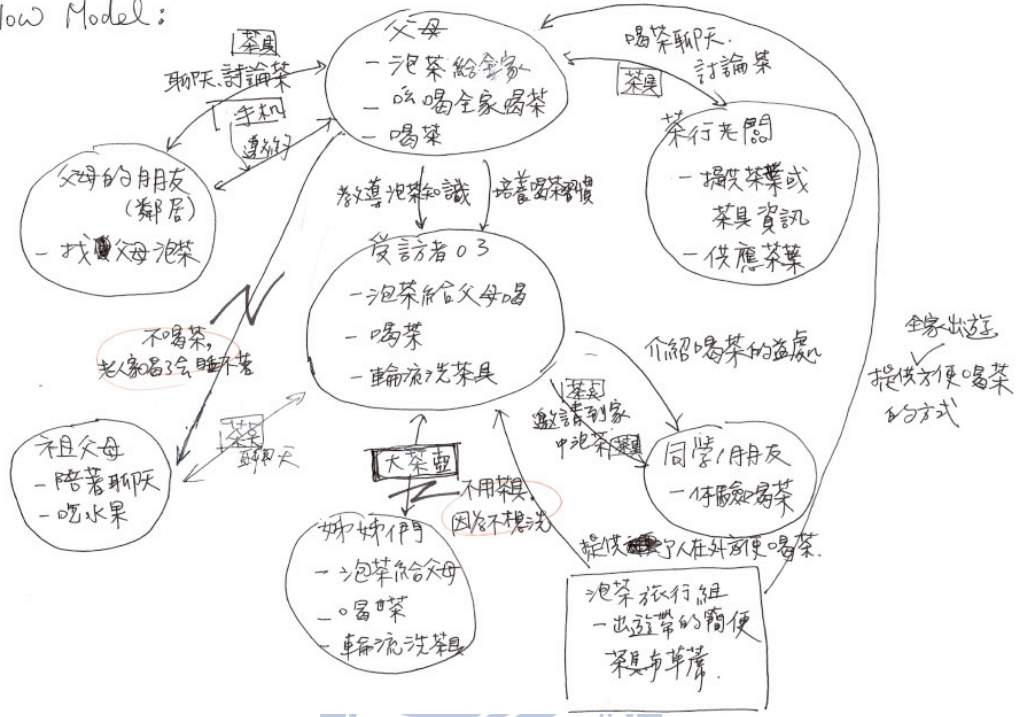 low Model:
父母
- 泡茶給全家
- 吆喝全家喝茶
- 喝茶
茶具
聊天、討論茶
手机
邀約
喝茶聊天、
討論茶
茶具
茶行老闆
- 提供茶葉或
茶具資訊
- 供應茶葉
父母的朋友
(鄰居)
- 找父母泡茶
教導泡茶知識
培養喝茶習慣
受訪者03
- 泡茶給父母喝
- 喝茶
- 輪流洗茶具
不喝茶,
老人家喝了会睡不著
祖父母
- 陪著聊天
- 吃水果
聊天
大茶壺
不用茶具,
因為不想洗
姊姊們
- 泡茶給父母
- 喝茶
- 輪流洗茶具
介紹喝茶的益處
茶具
邀請到家
中泡茶
同學/朋友
- 体驗喝茶
全家出遊
提供方便喝茶
的方式
提供個人在外方便喝茶.
泡茶旅行組
- 出遊帶的簡便
茶具布草蓆.